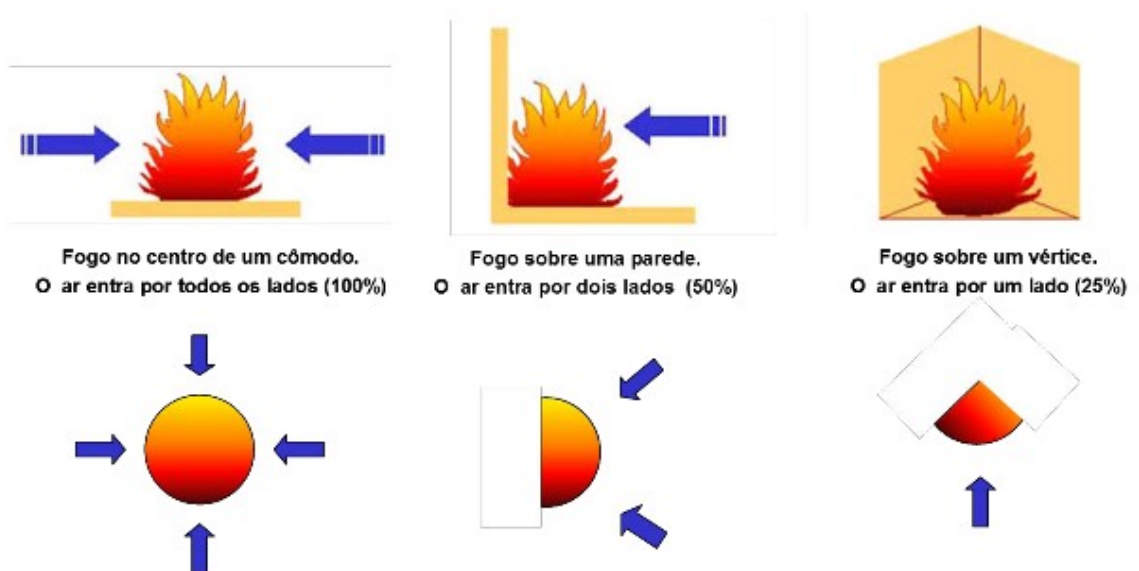 Fogo no centro de um cômodo.
O ar entra por todos os lados (100%)
Fogo sobre uma parede.
O ar entra por dois lados (50%)
Fogo sobre um vértice.
O ar entra por um lado (25%)